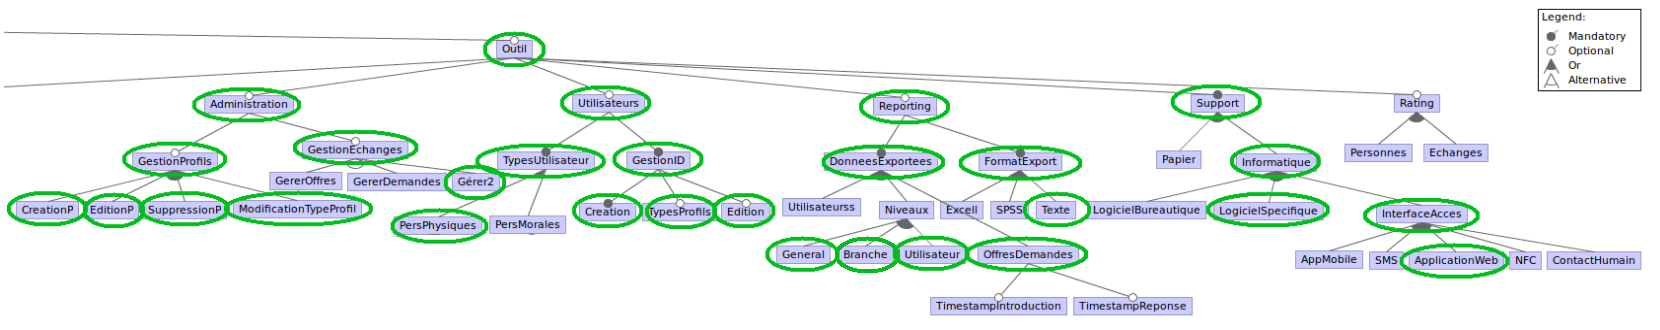 Legend:
Mandatory
Optional
Or
Alternative
Outil
Administration
Utilisateurs
Reporting
Support
Rating
GestionProfils
GestionEchanges
TypesUtilisateur
GestionID
DonneesExportees
FormatExport
Papier
Informatique
Personnes
Echanges
GererOffres
GererDemandes
Gérer2
CreationP
EditionP
SuppressionP
ModificationTypeProfil
PersPhysiques
PersMorales
Creation
TypesProfils
Edition
Utilisateurss
Niveaux
Excell
SPSS
Texte
LogicielBureautique
LogicielSpecifique
InterfaceAcces
General
Branche
Utilisateur
OffresDemandes
AppMobile
SMS
ApplicationWeb
NFC
ContactHumain
TimestampIntroduction
TimestampReponse